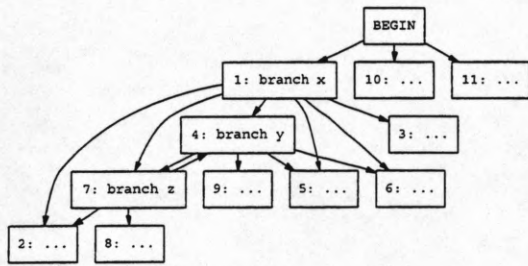 BEGIN
1: branch x
10: ...
11: ...
4: branch y
3: ...
7: branch z
9: ...
5: ...
6: ...
2: ...
8: ...